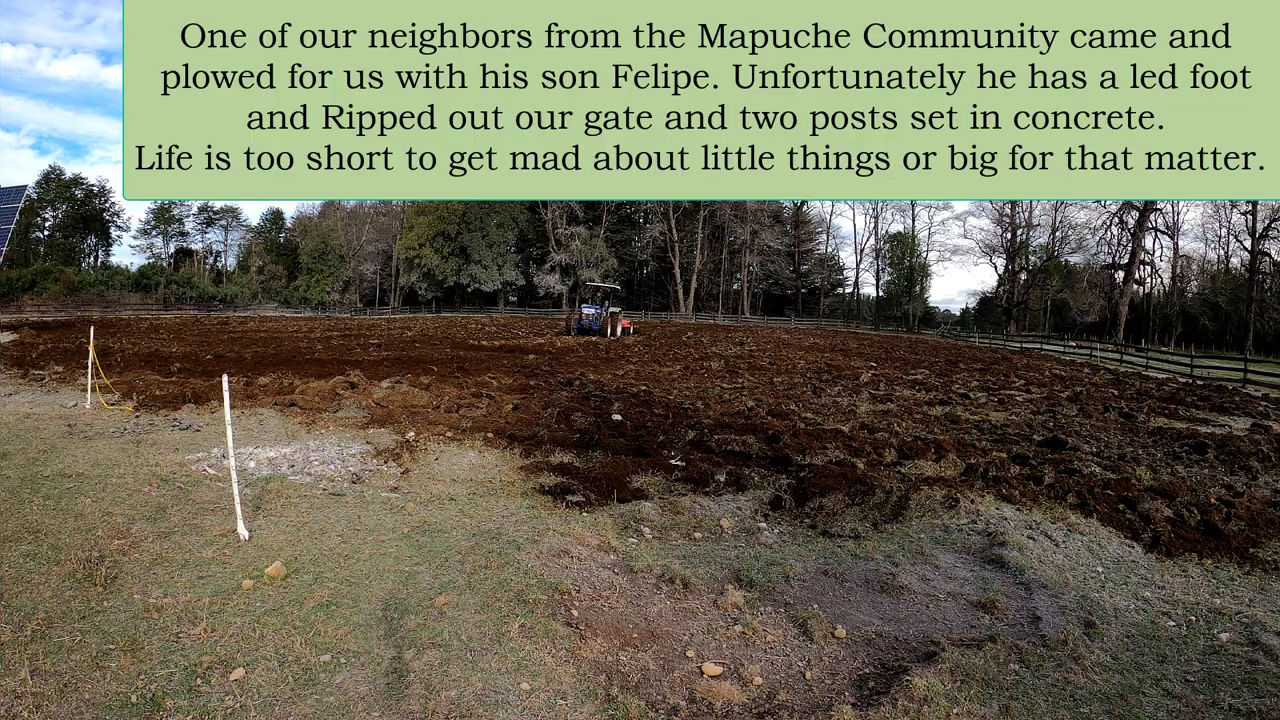 One of our neighbors from the Mapuche Community came and
plowed for us with his son Felipe. Unfortunately he has a led foot
and Ripped out our gate and two posts set in concrete.
Life is too short to get mad about little things or big for that matter.